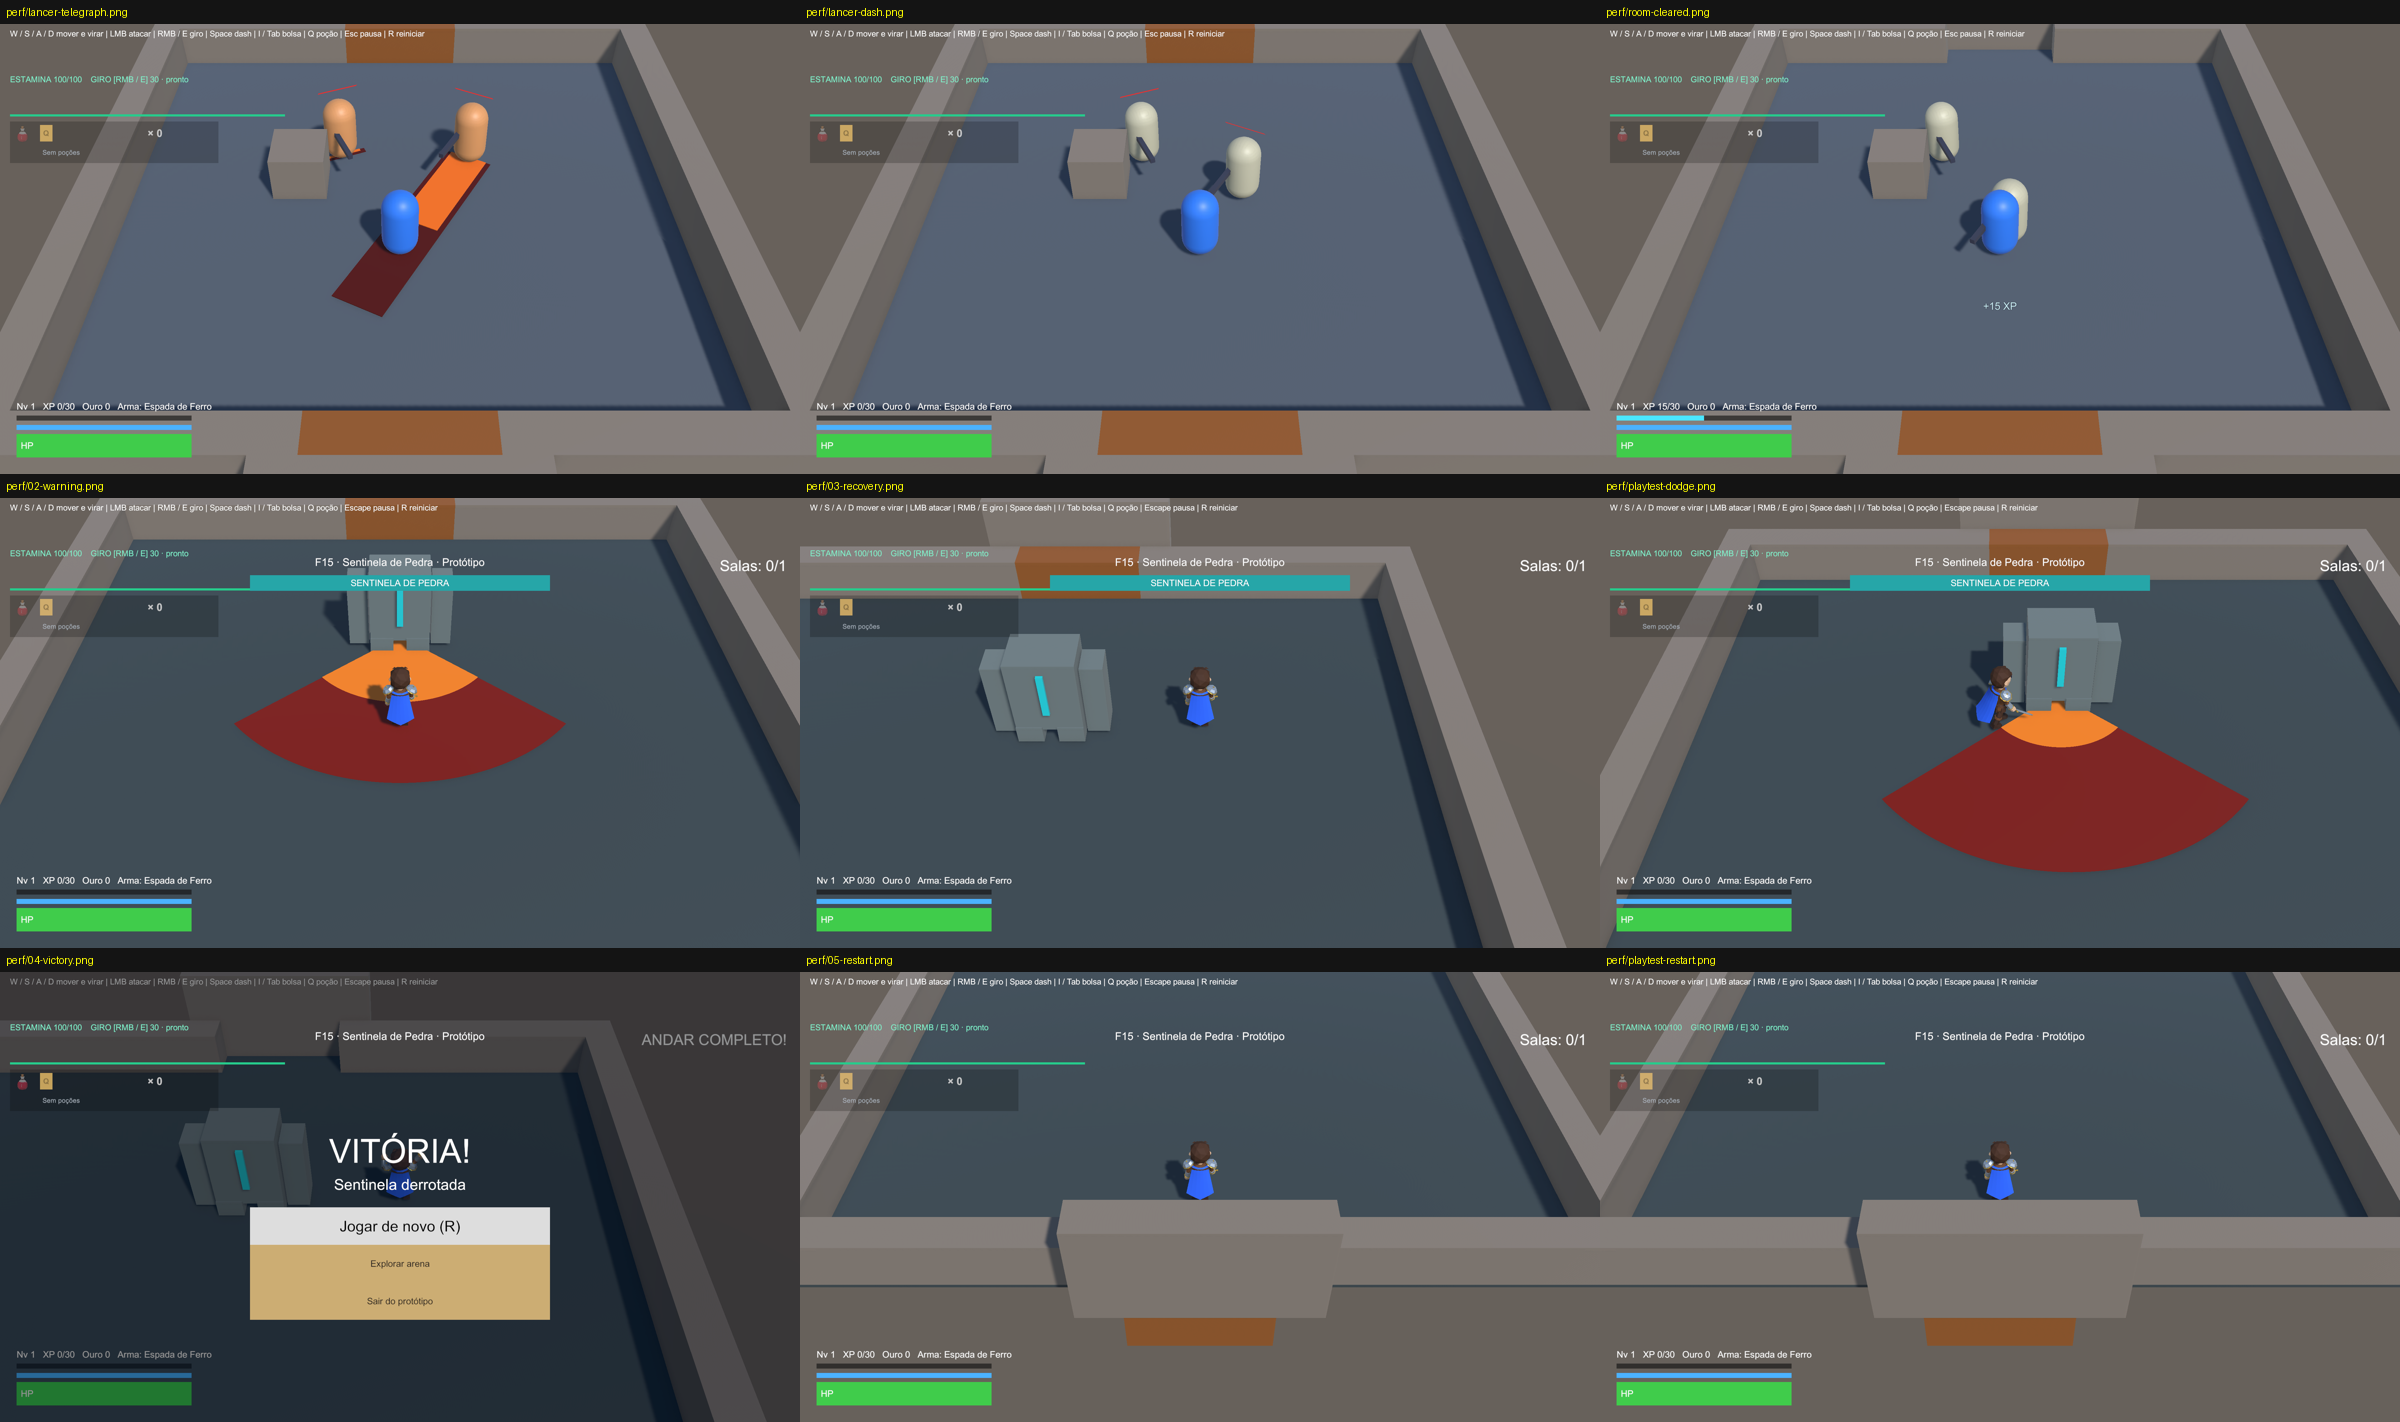 perf/lancer-telegraph.png
W / S / A / D mover e virar | LMB atacar | RMB / E giro | Space dash | I / Tab bolsa | Q poção | Esc pausa | R reiniciar
ESTAMINA 100/100 GIRO [RMB / E] 30 · pronto
Q × 0
Sem poções
Nv 1 XP 0/30 Ouro 0 Arma: Espada de Ferro
HP
perf/lancer-dash.png
W / S / A / D mover e virar | LMB atacar | RMB / E giro | Space dash | I / Tab bolsa | Q poção | Esc pausa | R reiniciar
ESTAMINA 100/100 GIRO [RMB / E] 30 · pronto
Q × 0
Sem poções
Nv 1 XP 0/30 Ouro 0 Arma: Espada de Ferro
HP
perf/room-cleared.png
W / S / A / D mover e virar | LMB atacar | RMB / E giro | Space dash | I / Tab bolsa | Q poção | Esc pausa | R reiniciar
ESTAMINA 100/100 GIRO [RMB / E] 30 · pronto
Q × 0
Sem poções
+15 XP
Nv 1 XP 15/30 Ouro 0 Arma: Espada de Ferro
HP
perf/02-warning.png
W / S / A / D mover e virar | LMB atacar | RMB / E giro | Space dash | I / Tab bolsa | Q poção | Escape pausa | R reiniciar
ESTAMINA 100/100 GIRO [RMB / E] 30 · pronto
F15 · Sentinela de Pedra · Protótipo
Salas: 0/1
SENTINELA DE PEDRA
Q × 0
Sem poções
Nv 1 XP 0/30 Ouro 0 Arma: Espada de Ferro
HP
perf/03-recovery.png
W / S / A / D mover e virar | LMB atacar | RMB / E giro | Space dash | I / Tab bolsa | Q poção | Escape pausa | R reiniciar
ESTAMINA 100/100 GIRO [RMB / E] 30 · pronto
F15 · Sentinela de Pedra · Protótipo
Salas: 0/1
SENTINELA DE PEDRA
Q × 0
Sem poções
Nv 1 XP 0/30 Ouro 0 Arma: Espada de Ferro
HP
perf/playtest-dodge.png
W / S / A / D mover e virar | LMB atacar | RMB / E giro | Space dash | I / Tab bolsa | Q poção | Escape pausa | R reiniciar
ESTAMINA 100/100 GIRO [RMB / E] 30 · pronto
F15 · Sentinela de Pedra · Protótipo
Salas: 0/1
SENTINELA DE PEDRA
Q × 0
Sem poções
Nv 1 XP 0/30 Ouro 0 Arma: Espada de Ferro
HP
perf/04-victory.png
W / S / A / D mover e virar | LMB atacar | RMB / E giro | Space dash | I / Tab bolsa | Q poção | Escape pausa | R reiniciar
ESTAMINA 100/100 GIRO [RMB / E] 30 · pronto
F15 · Sentinela de Pedra · Protótipo
ANDAR COMPLETO!
Q × 0
Sem poções
VITÓRIA!
Sentinela derrotada
Jogar de novo (R)
Explorar arena
Sair do protótipo
Nv 1 XP 0/30 Ouro 0 Arma: Espada de Ferro
HP
perf/05-restart.png
W / S / A / D mover e virar | LMB atacar | RMB / E giro | Space dash | I / Tab bolsa | Q poção | Escape pausa | R reiniciar
ESTAMINA 100/100 GIRO [RMB / E] 30 · pronto
F15 · Sentinela de Pedra · Protótipo
Salas: 0/1
Q × 0
Sem poções
Nv 1 XP 0/30 Ouro 0 Arma: Espada de Ferro
HP
perf/playtest-restart.png
W / S / A / D mover e virar | LMB atacar | RMB / E giro | Space dash | I / Tab bolsa | Q poção | Escape pausa | R reiniciar
ESTAMINA 100/100 GIRO [RMB / E] 30 · pronto
F15 · Sentinela de Pedra · Protótipo
Salas: 0/1
Q × 0
Sem poções
Nv 1 XP 0/30 Ouro 0 Arma: Espada de Ferro
HP